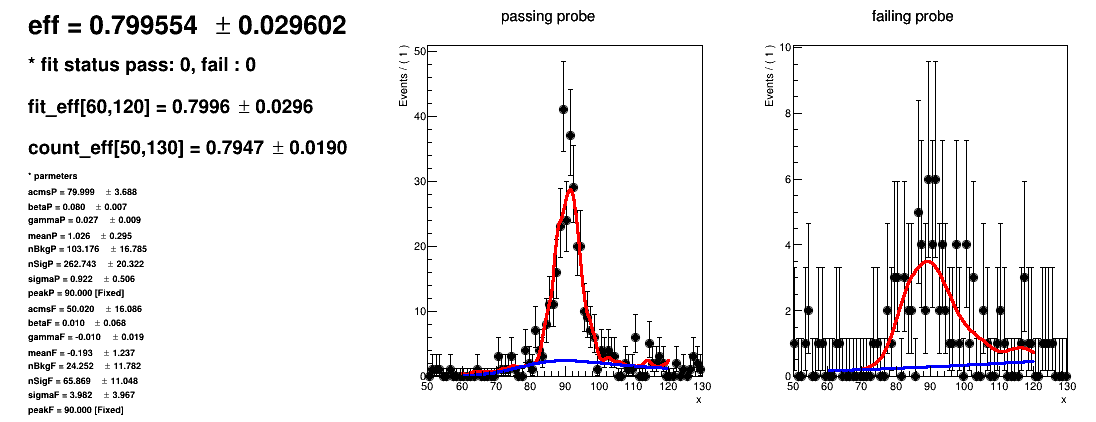 eff = 0.799554 ± 0.029602
* fit status pass: 0, fail : 0
fit_eff[60,120] = 0.7996 ± 0.0296
count_eff[50,130] = 0.7947 ± 0.0190
* parmeters
acmsP = 79.999 ± 3.688
betaP = 0.080 ± 0.007
gammaP = 0.027 ± 0.009
meanP = 1.026 ± 0.295
nBkgP = 103.176 ± 16.785
nSigP = 262.743 ± 20.322
sigmaP = 0.922 ± 0.506
peakP = 90.000 [Fixed]
acmsF = 50.020 ± 16.086
betaF = 0.010 ± 0.068
gammaF = -0.010 ± 0.019
meanF = -0.193 ± 1.237
nBkgF = 24.252 ± 11.782
nSigF = 65.869 ± 11.048
sigmaF = 3.982 ± 3.967
peakF = 90.000 [Fixed]
passing probe
Events / ( 1 )
50
40
30
20
10
0
50 60 70 80 90 100 110 120 130
x
failing probe
Events / ( 1 )
10
8
6
4
2
0
50 60 70 80 90 100 110 120 130
x